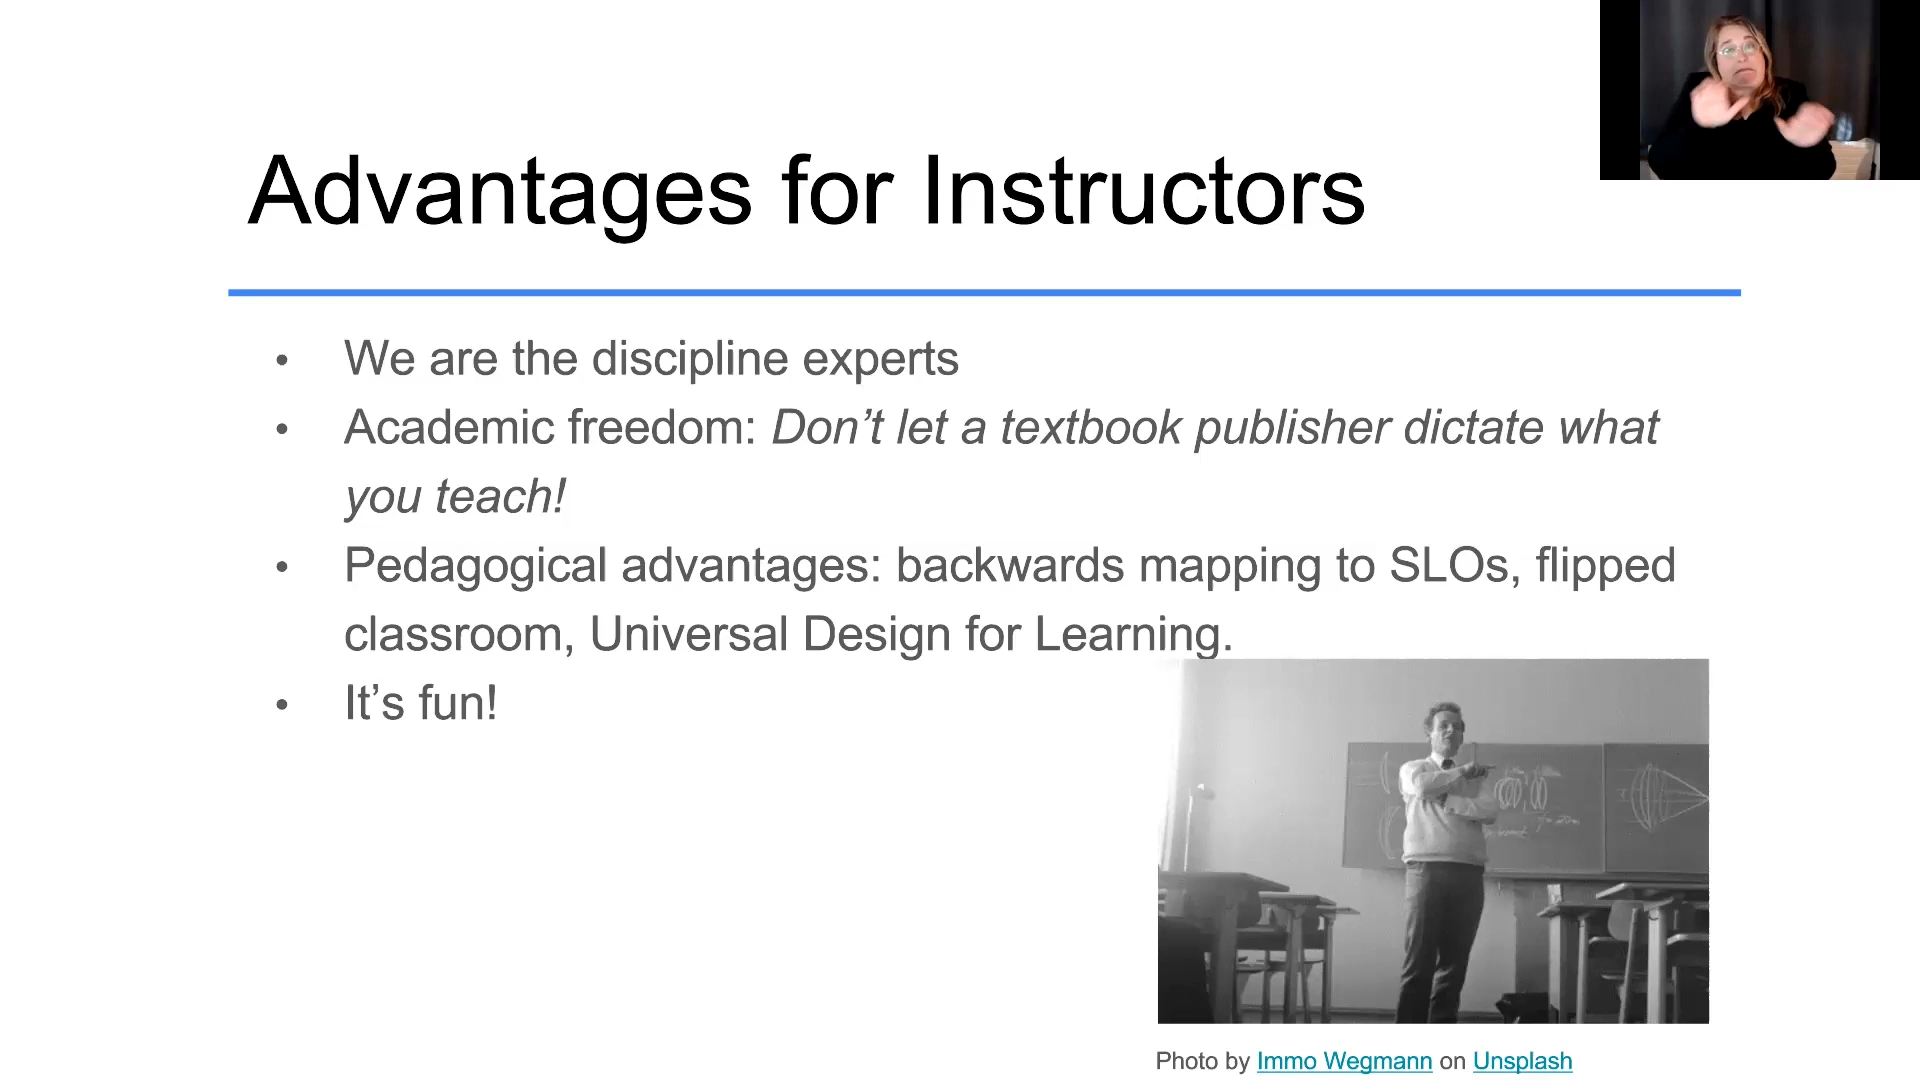 Advantages for Instructors
• We are the discipline experts
• Academic freedom: Don’t let a textbook publisher dictate what
you teach!
• Pedagogical advantages: backwards mapping to SLOs, flipped
classroom, Universal Design for Learning.
• It’s fun!
Photo by Immo Wegmann on Unsplash